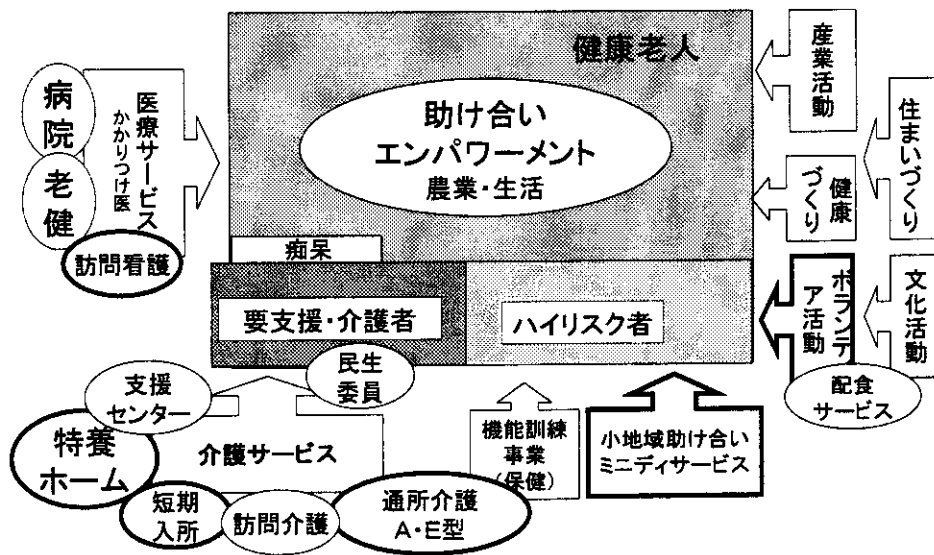 健康老人
産業活動
病院
老健
医療サービス
かかりつけ医
訪問看護
助け合い
エンパワーメント
農業・生活
住まいづくり
健康
づくり
痴呆
要支援・介護者
ハイリスク者
ボランテ
ィア活動
文化活動
民生
委員
支援
センター
配食
サービス
特養
ホーム
介護サービス
機能訓練
事業
(保健)
小地域助け合い
ミニディサービス
短期
入所
訪問介護
通所介護
A・E型